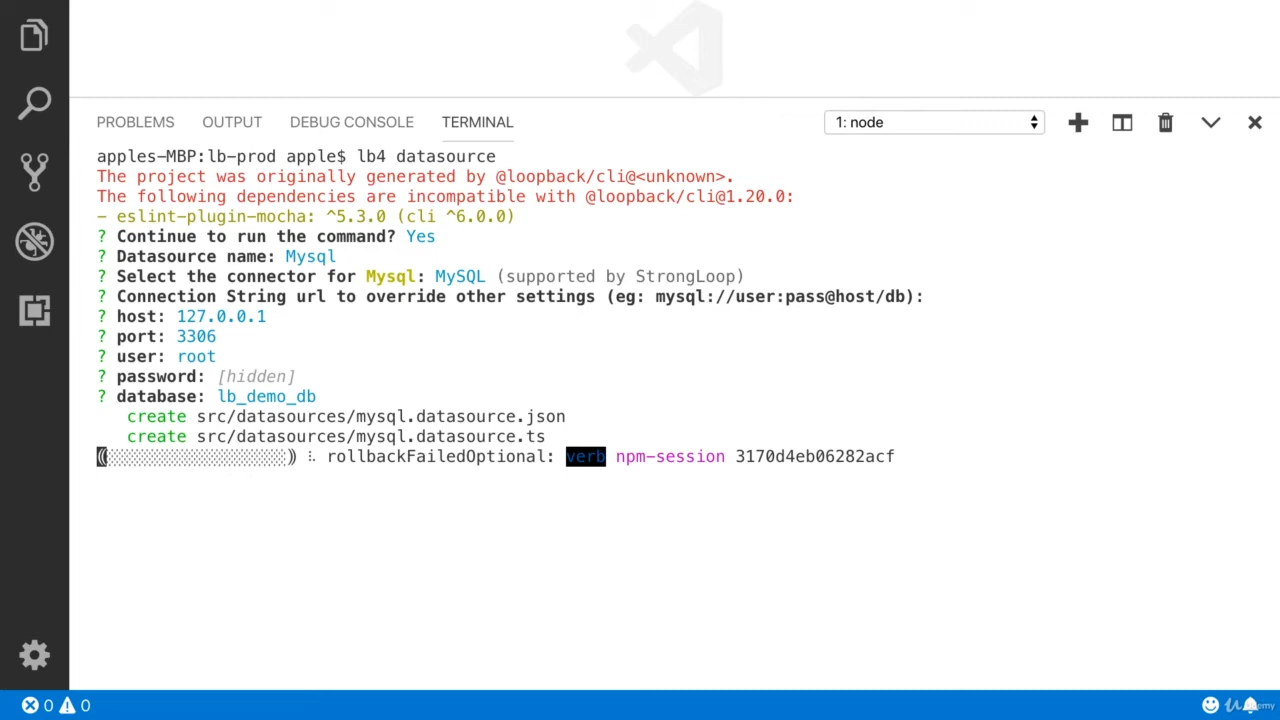 PROBLEMS OUTPUT DEBUG CONSOLE TERMINAL 1: node
apples-MBP:lb-prod apple$ lb4 datasource
The project was originally generated by @loopback/cli@<unknown>.
The following dependencies are incompatible with @loopback/cli@1.20.0:
- eslint-plugin-mocha: ^5.3.0 (cli ^6.0.0)
? Continue to run the command? Yes
? Datasource name: Mysql
? Select the connector for Mysql: MySQL (supported by StrongLoop)
? Connection String url to override other settings (eg: mysql://user:pass@host/db):
? host: 127.0.0.1
? port: 3306
? user: root
? password: [hidden]
? database: lb_demo_db
create src/datasources/mysql.datasource.json
create src/datasources/mysql.datasource.ts
(░░░░░░░░░░░░░░░░░░) ⠧ rollbackFailedOptional: verb npm-session 3170d4eb06282acf
0 0